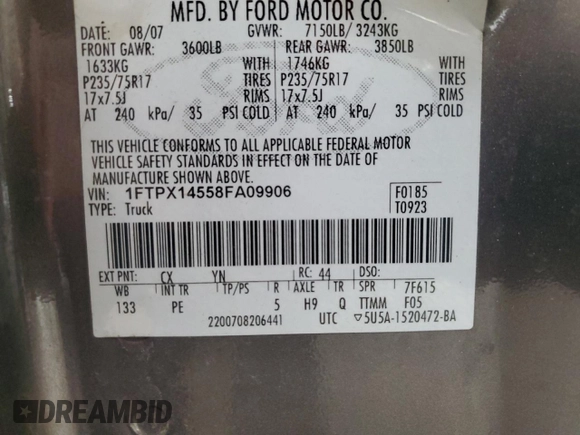 MFD. BY FORD MOTOR CO.
DATE: 08/07 GVWR: 7150LB/ 3243KG
FRONT GAWR: 3600LB REAR GAWR: 3850LB
1633KG 1746KG
P235/75R17 TIRES P235/75R17 TIRES
17x7.5J RIMS 17x7.5J RIMS
AT 240 kPa/ 35 PSI COLD AT 240 kPa/ 35 PSI COLD
THIS VEHICLE CONFORMS TO ALL APPLICABLE FEDERAL MOTOR
VEHICLE SAFETY STANDARDS IN EFFECT ON THE DATE OF
MANUFACTURE SHOWN ABOVE.
VIN: 1FTPX14558FA09906 F0185
TYPE: Truck T0923
EXT PNT: CX YN RC: 44 DSO:
WB INT TR TP/PS R AXLE TR SPR 7F615
133 PE 5 H9 Q TTMM F05
2200708206441 UTC ▽5U5A-1520472-BA
Ford
DREAMBID